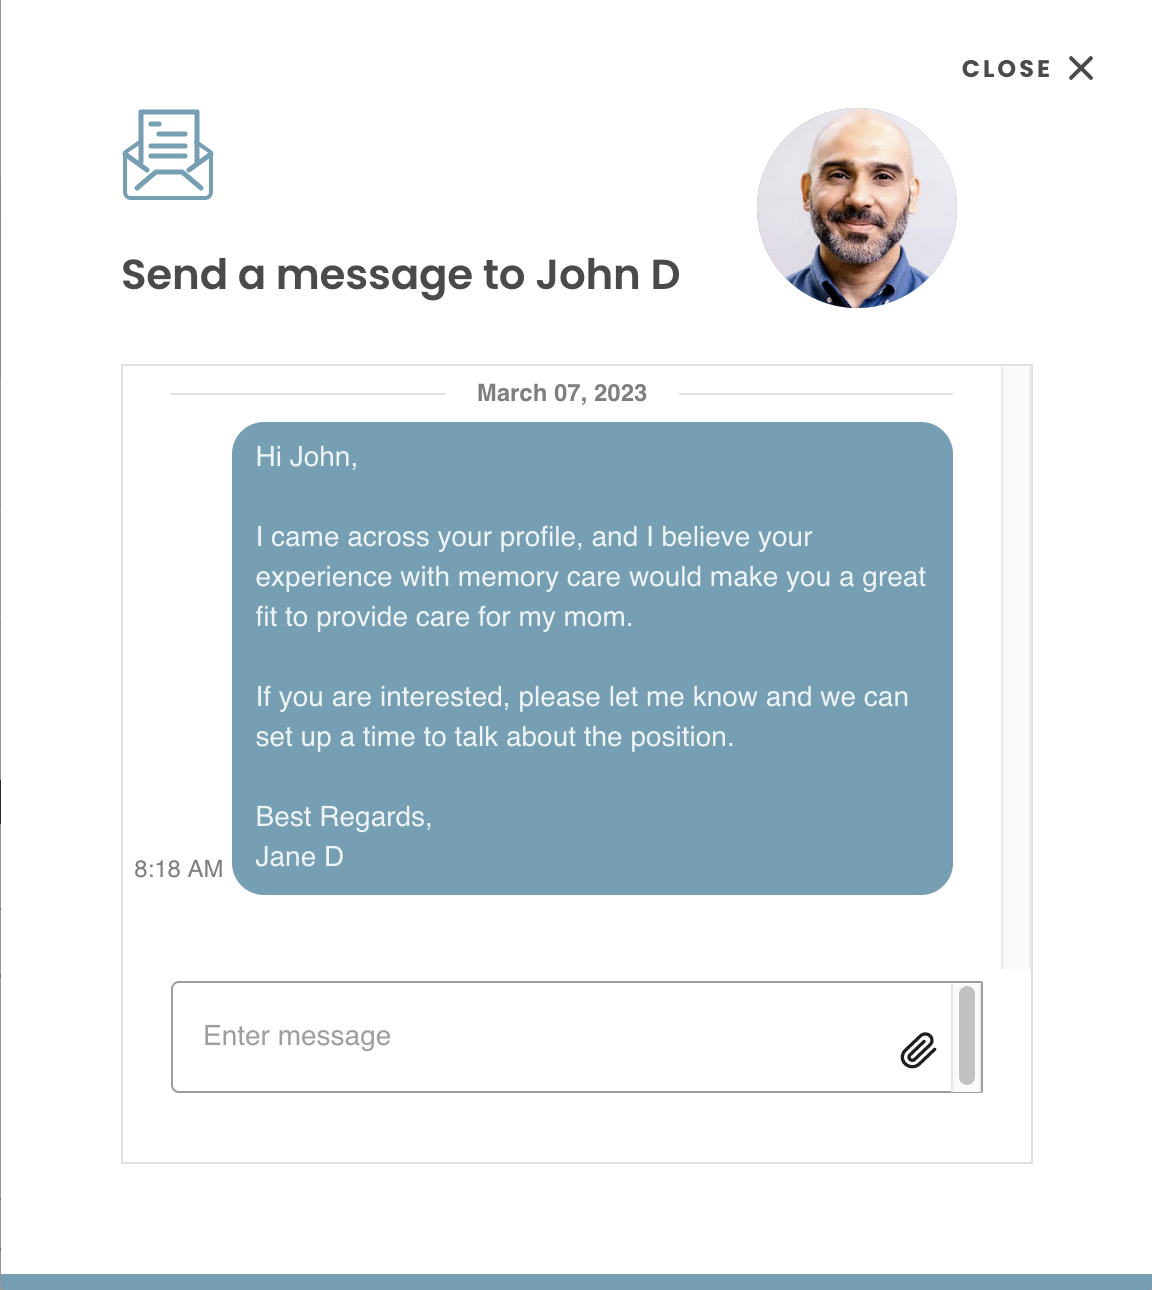 CLOSE
Send a message to John D
March 07, 2023
Hi John,
I came across your profile, and I believe your
experience with memory care would make you a great
fit to provide care for my mom.
If you are interested, please let me know and we can
set up a time to talk about the position.
Best Regards,
Jane D
8:18 AM
Enter message